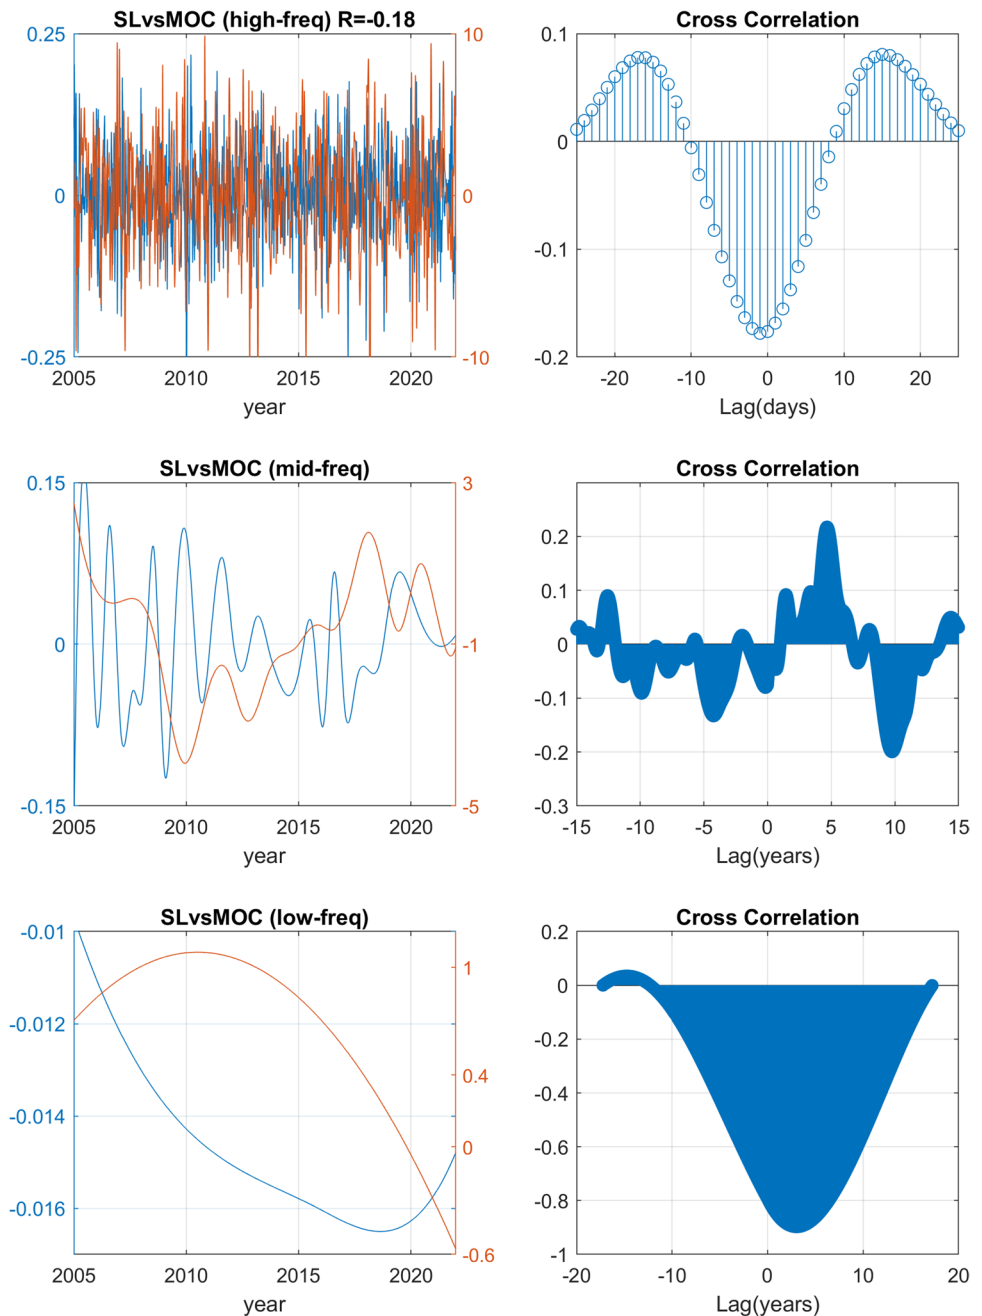 SLvsMOC (high-freq) R=-0.18
0.25
0
-0.25
10
0
-10
2005 2010 2015 2020
year
Cross Correlation
0.1
0
-0.1
-0.2
-20 -10 0 10 20
Lag(days)
SLvsMOC (mid-freq)
0.15
0
-0.15
3
-1
-5
2005 2010 2015 2020
year
Cross Correlation
0.2
0.1
0
-0.1
-0.2
-0.3
-15 -10 -5 0 5 10 15
Lag(years)
SLvsMOC (low-freq)
-0.01
-0.012
-0.014
-0.016
1
0.4
0
-0.6
2005 2010 2015 2020
year
Cross Correlation
0.2
0
-0.2
-0.4
-0.6
-0.8
-1
-20 -10 0 10 20
Lag(years)